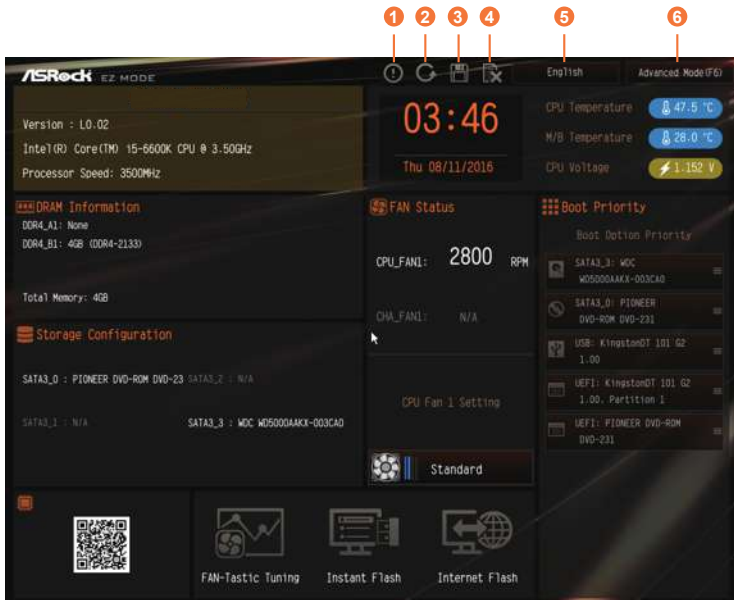 1 2 3 4 5 6
ASRock EZ MODE
English
Advanced Mode(F6)
Version : L0.02
Intel(R) Core(TM) i5-6600K CPU @ 3.50GHz
Processor Speed: 3500MHz
03:46
Thu 08/11/2016
CPU Temperature 47.5 °C
M/B Temperature 28.0 °C
CPU Voltage 1.152 V
DRAM Information
DDR4_A1: None
DDR4_B1: 4GB (DDR4-2133)
Total Memory: 4GB
Storage Configuration
SATA3_0 : PIONEER DVD-ROM DVD-23 SATA3_2 : N/A
SATA3_1 : N/A SATA3_3 : WDC WD5000AAKX-003CA0
FAN Status
CPU_FAN1: 2800 RPM
CHA_FAN1: N/A
CPU Fan 1 Setting
Standard
Boot Priority
Boot Option Priority
SATA3_3: WDC
WD5000AAKX-003CA0
SATA3_0: PIONEER
DVD-ROM DVD-231
USB: KingstonDT 101 G2
1.00
UEFI: KingstonDT 101 G2
1.00, Partition 1
UEFI: PIONEER DVD-ROM
DVD-231
FAN-Tastic Tuning
Instant Flash
Internet Flash